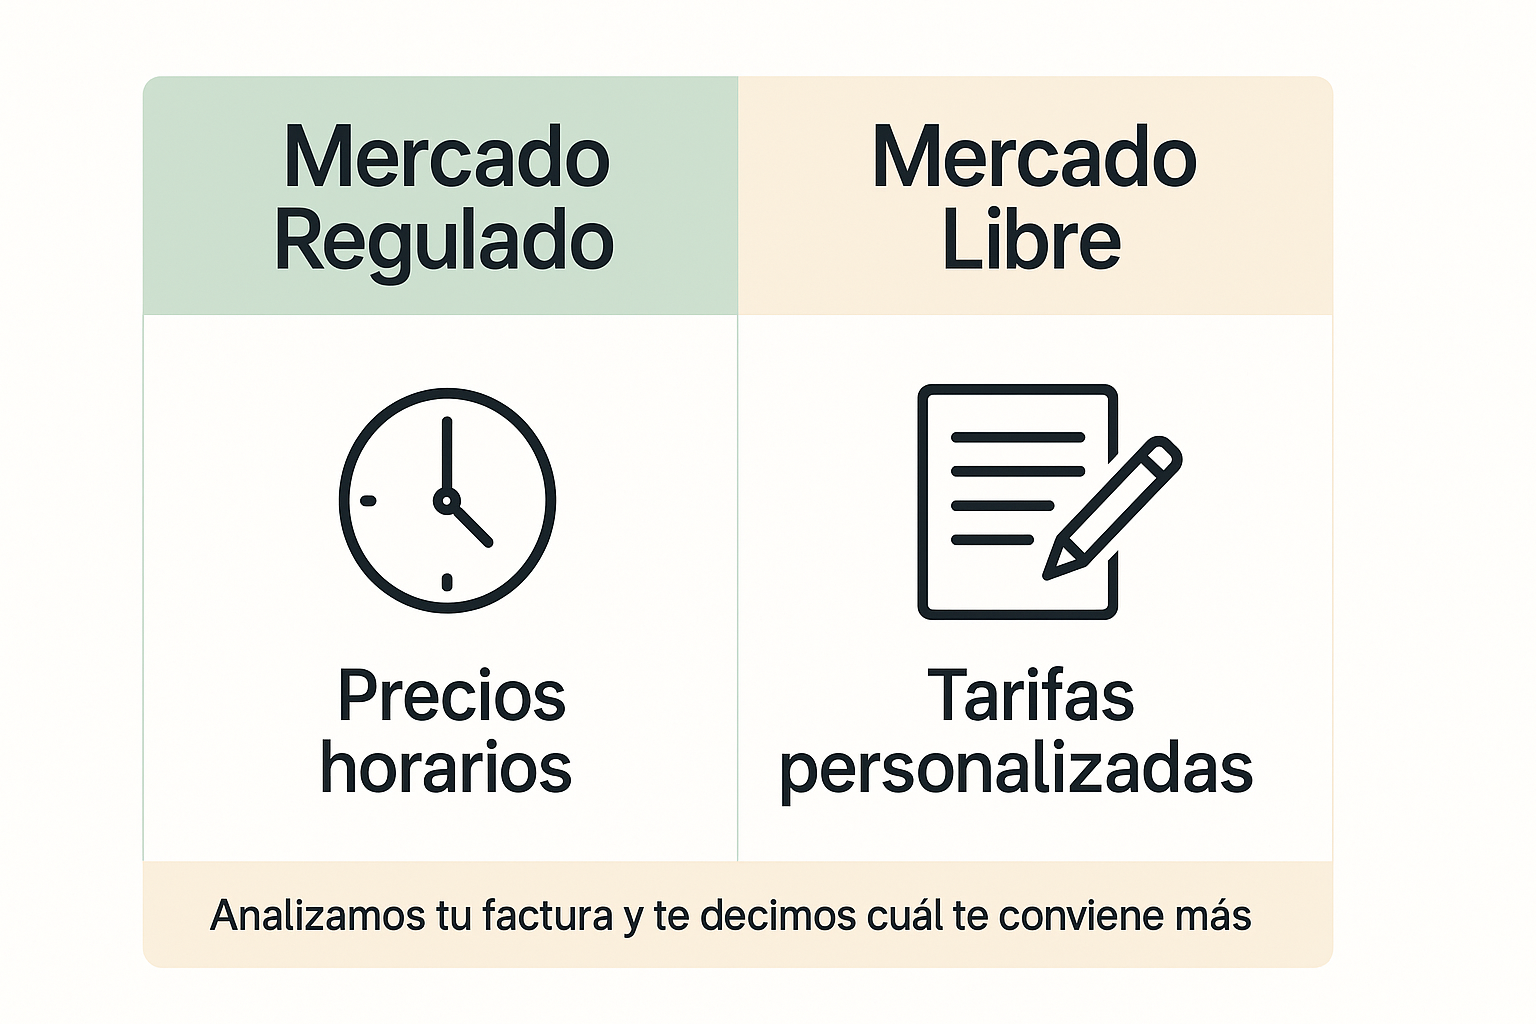 Mercado
Regulado
Mercado
Libre
Precios
horarios
Tarifas
personalizadas
Analizamos tu factura y te decimos cuál te conviene más